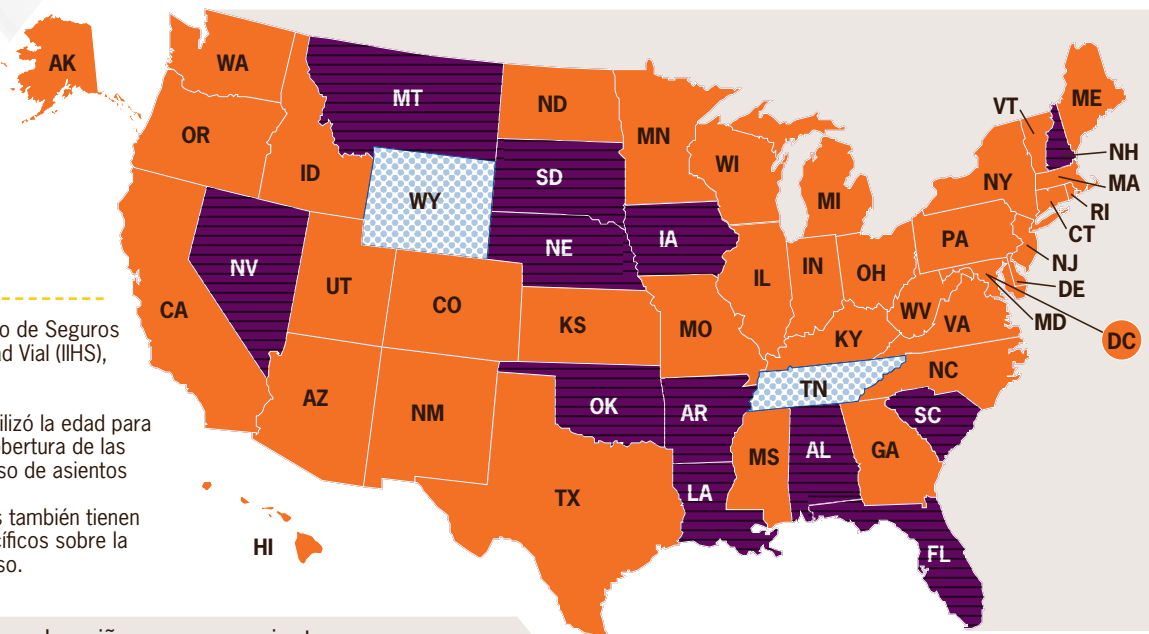 AK
WA
MT
ND
MN
VT
ME
OR
ID
SD
WI
MI
NY
NH
MA
RI
CT
WY
NE
IA
PA
NJ
DE
MD
DC
NV
UT
CO
IL
IN
OH
WV
VA
CA
KS
MO
KY
NC
AZ
NM
OK
AR
TN
SC
MS
AL
GA
TX
LA
FL
HI
o de Seguros
d Vial (IIHS),
ilizó la edad para
obertura de las
so de asientos
s también tienen
cíficos sobre la
so.